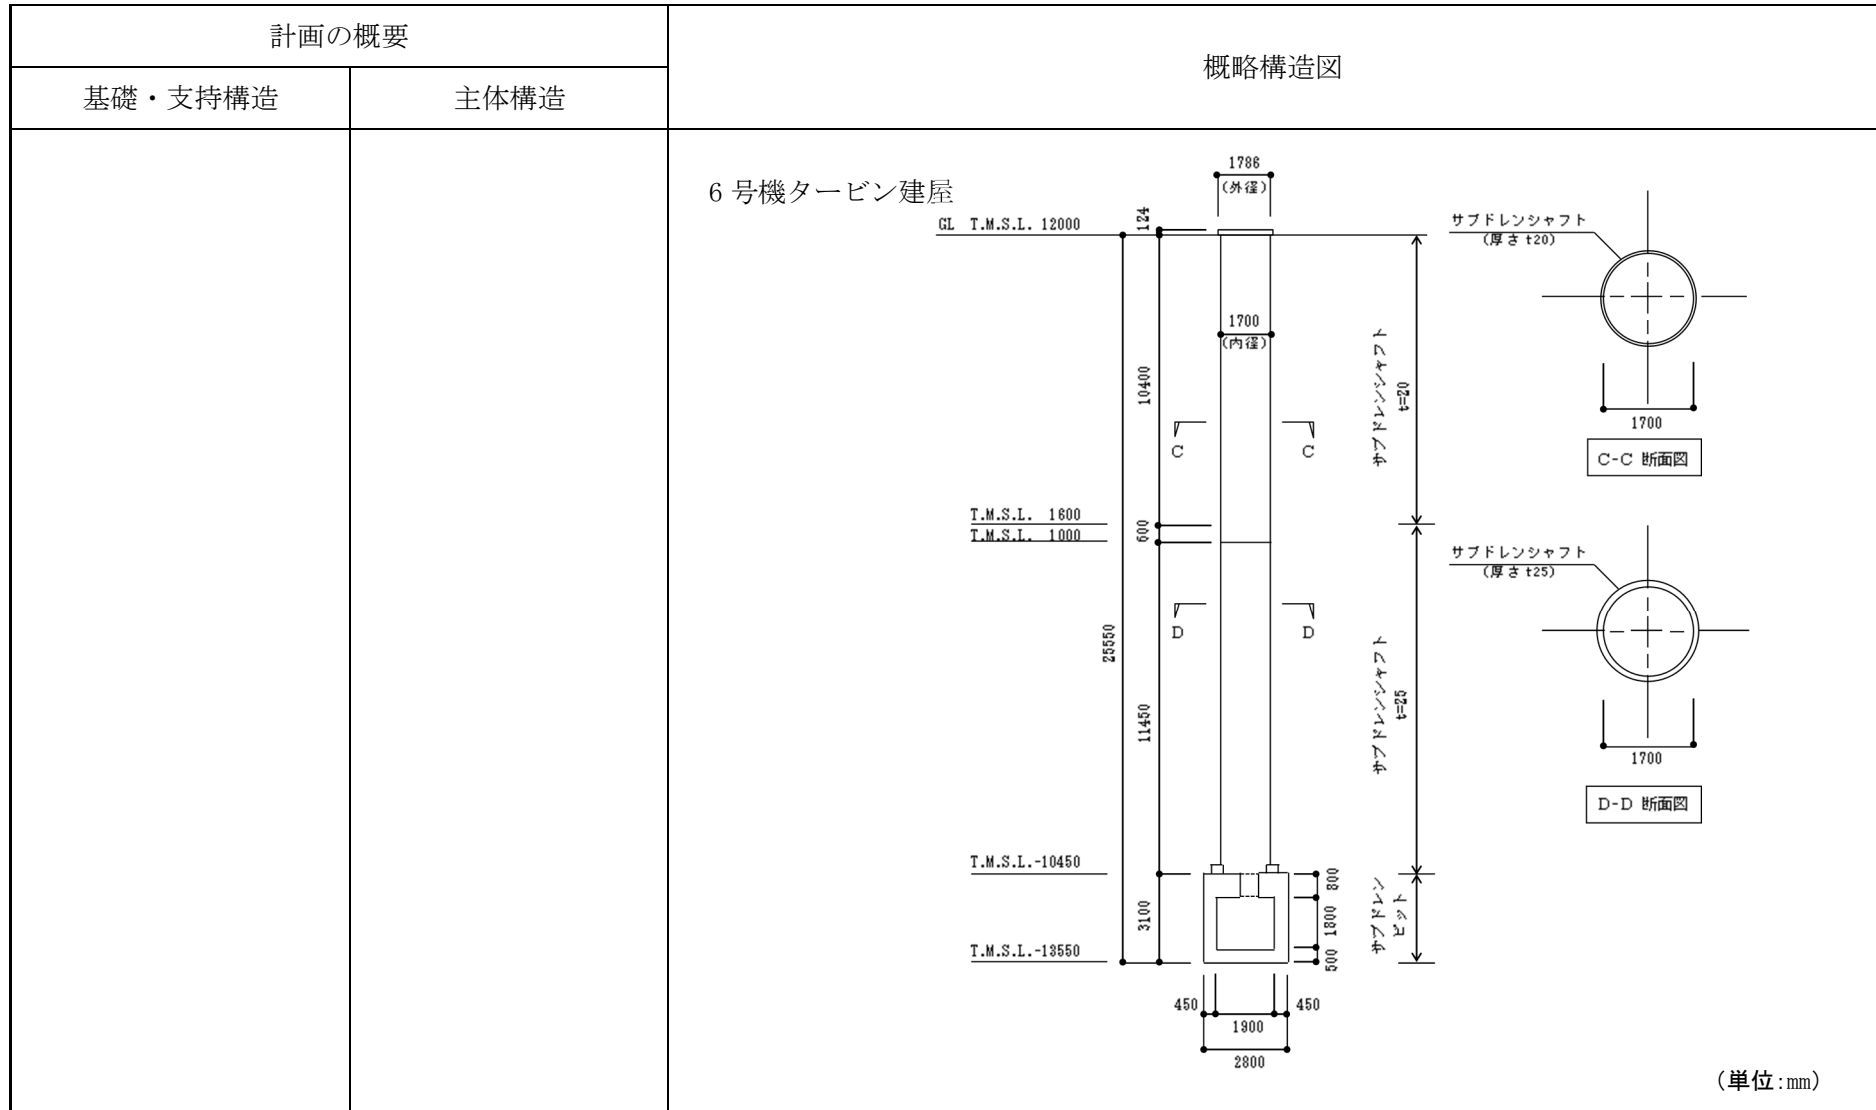 計画の概要
概略構造図
基礎・支持構造
主体構造
6 号機タービン建屋
1786
(外径)
124
GL T.M.S.L. 12000
サブドレンシャフト
(厚さ t20)
1700
(内径)
10400
サブドレンシャフト
t=20
1700
C
C
C-C 断面図
T.M.S.L. 1600
T.M.S.L. 1000
600
サブドレンシャフト
(厚さ t25)
D
D
25550
11450
サブドレンシャフト
t=25
1700
D-D 断面図
T.M.S.L.-10450
800
3100
1800
サブドレン
ピット
T.M.S.L.-13550
500
450
450
1900
2800
(単位:mm)